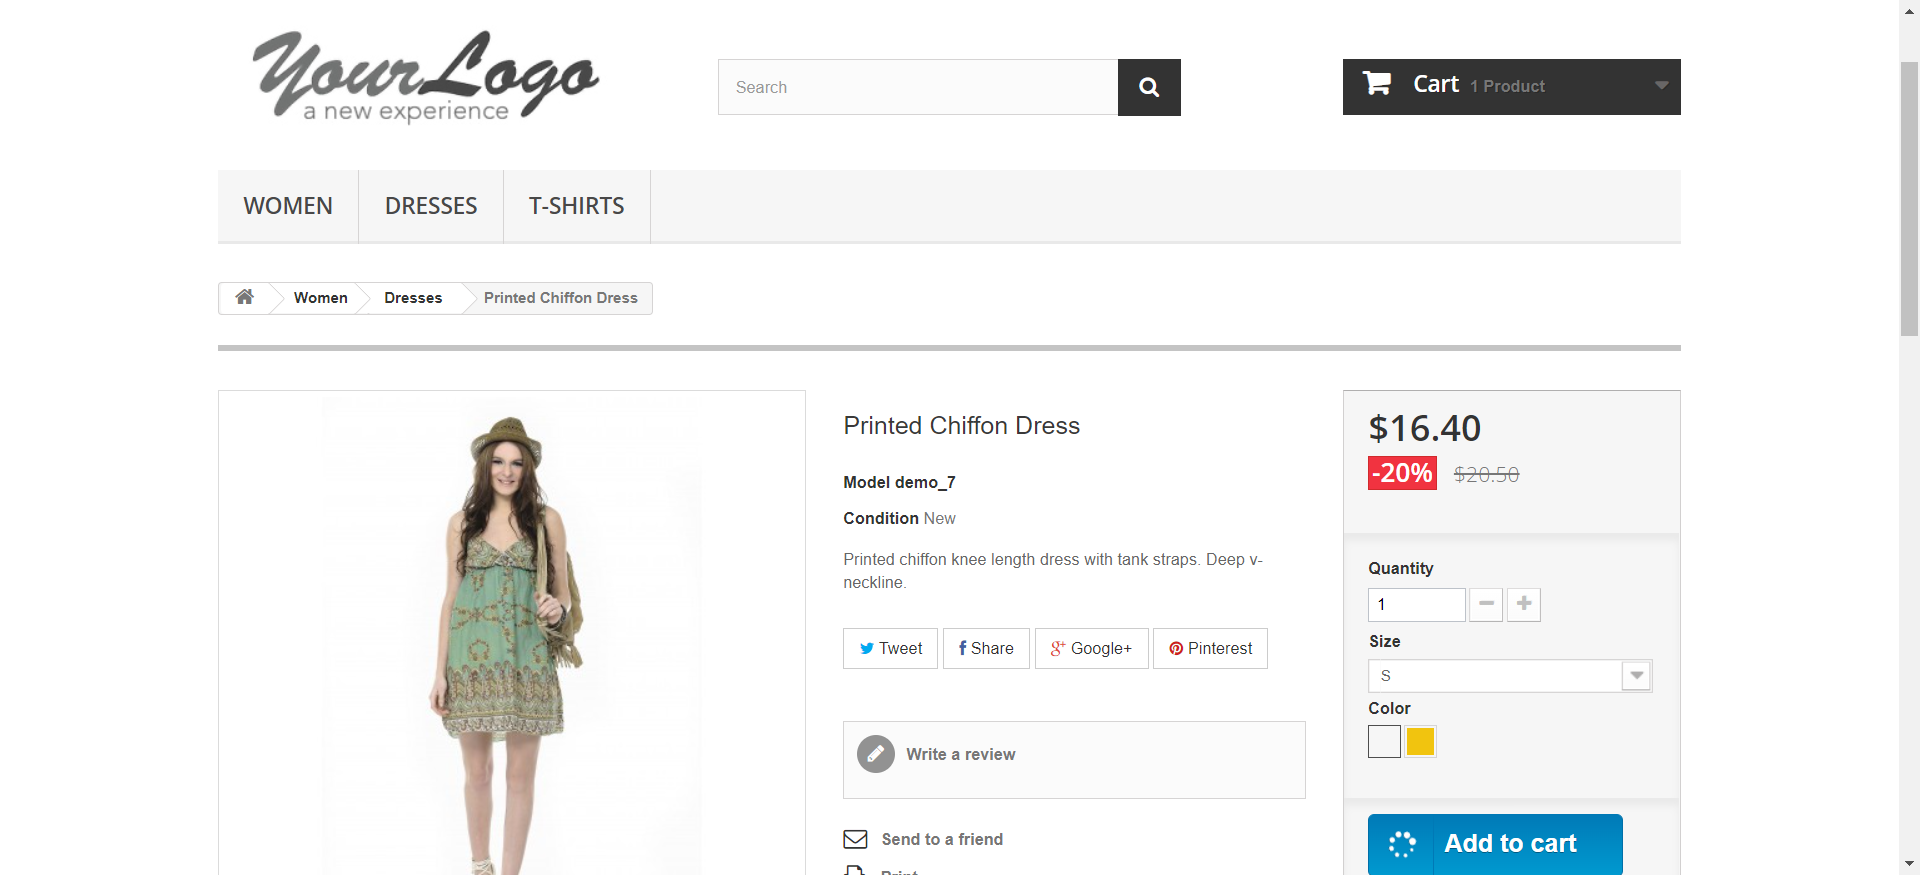 YourLogo
a new experience
Search
Cart 1 Product
WOMEN
DRESSES
T-SHIRTS
Women
Dresses
Printed Chiffon Dress
Printed Chiffon Dress
Model demo_7
Condition New
Printed chiffon knee length dress with tank straps. Deep v-
neckline.
Tweet
Share
Google+
Pinterest
Write a review
Send to a friend
Print
$16.40
-20% $20.50
Quantity
1
Size
S
Color
Add to cart